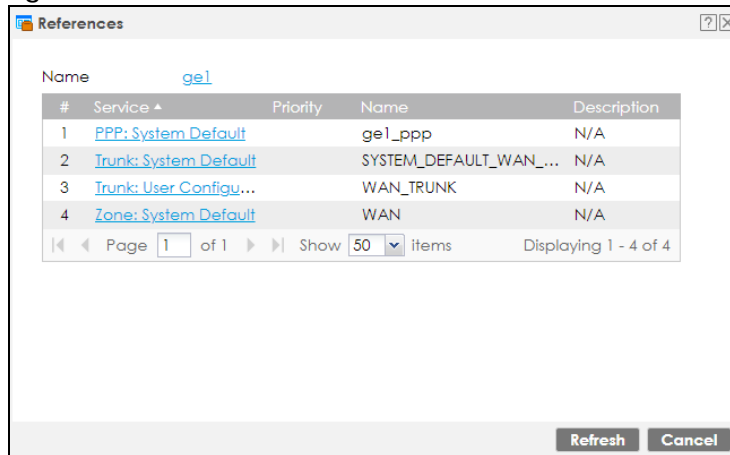 References
Name ge1
# Service Priority Name Description
1 PPP: System Default ge1_ppp N/A
2 Trunk: System Default SYSTEM_DEFAULT_WAN_... N/A
3 Trunk: User Configu... WAN_TRUNK N/A
4 Zone: System Default WAN N/A
Page 1 of 1 Show 50 items Displaying 1 - 4 of 4
Refresh Cancel